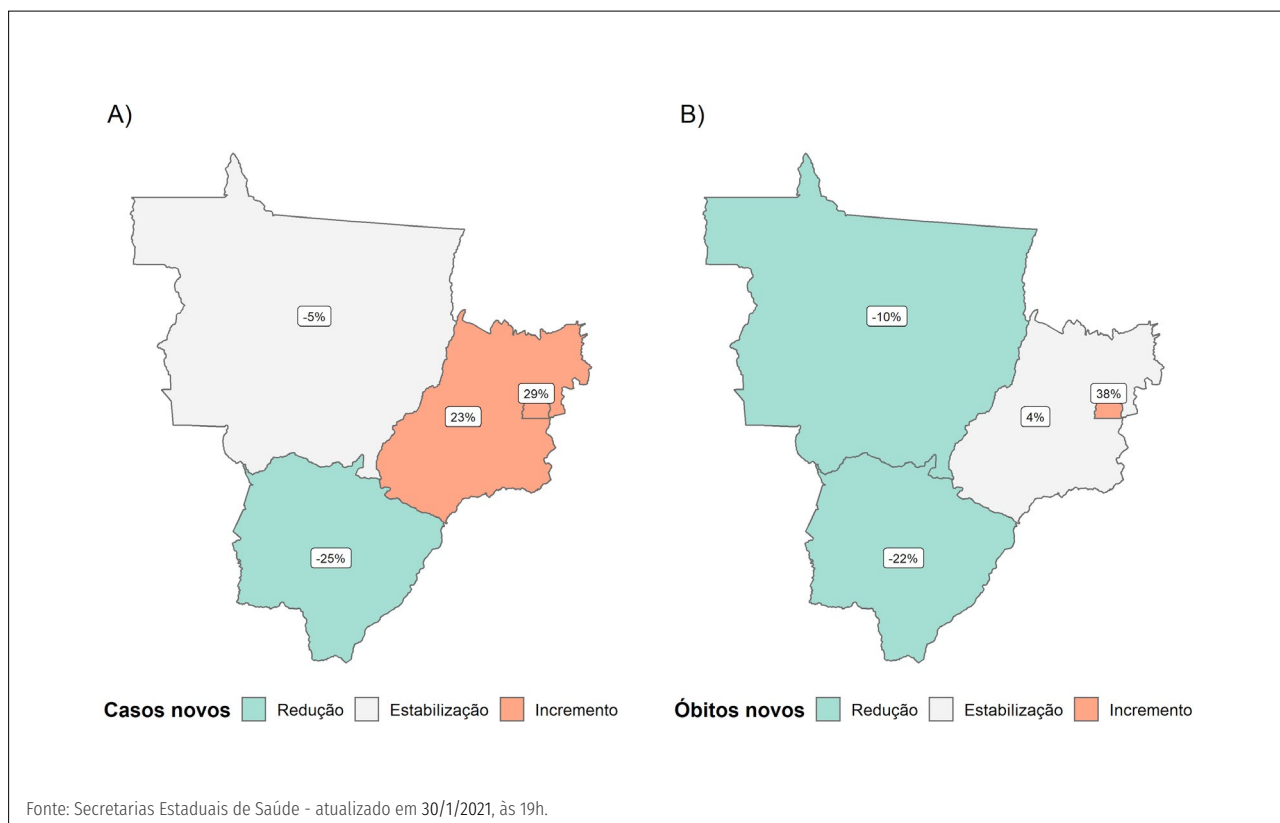 A)
-5%
29%
23%
-25%
Casos novos Redução Estabilização Incremento
B)
-10%
38%
4%
-22%
Óbitos novos Redução Estabilização Incremento
Fonte: Secretarias Estaduais de Saúde - atualizado em 30/1/2021, às 19h.